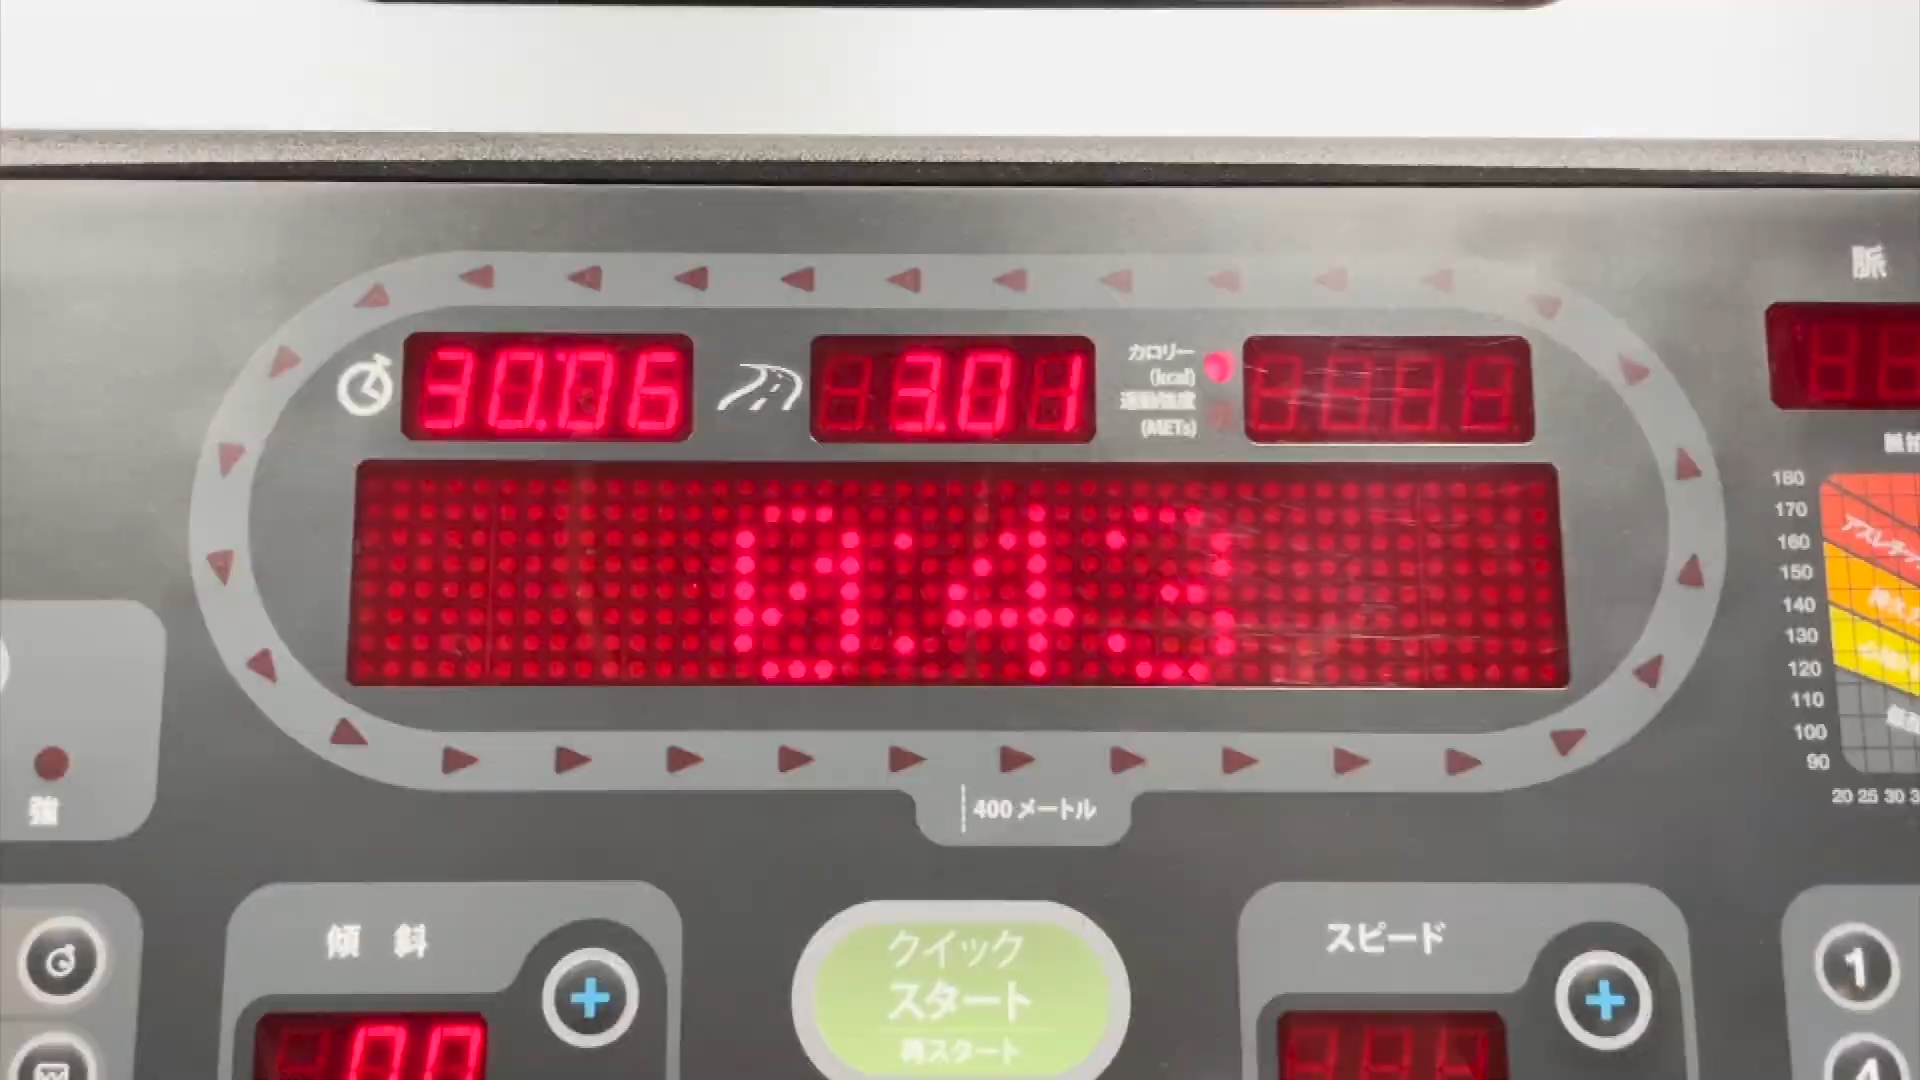 脈
30:06
3.01
カロリー
(kcal)
運動強度
(METs)
0:43
180
170
160
150
140
130
120
110
100
90
20 25 30
400 メートル
強
傾 斜
クイック
スタート
再スタート
スピード
1
4